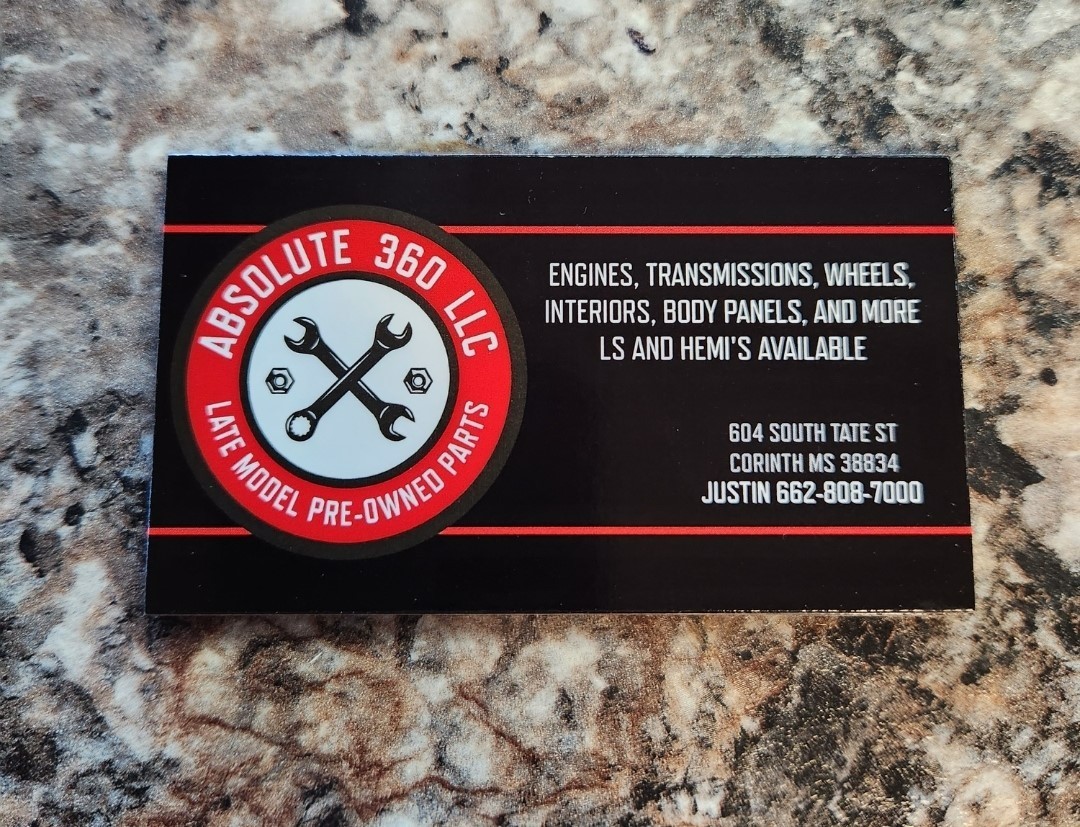 ABSOLUTE 360 LLC
LATE MODEL PRE-OWNED PARTS
ENGINES, TRANSMISSIONS, WHEELS,
INTERIORS, BODY PANELS, AND MORE
LS AND HEMI'S AVAILABLE
604 SOUTH TATE ST
CORINTH MS 38834
JUSTIN 662-808-7000